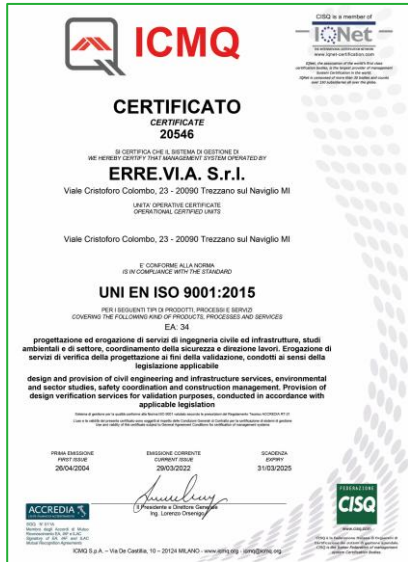 ICMQ
CISQ is a member of
IQNet
www.iqnet-certification.com
CERTIFICATO
CERTIFICATE
20546
SI CERTIFICA CHE IL SISTEMA DI GESTIONE DI
WE HEREBY CERTIFY THAT MANAGEMENT SYSTEM OPERATED BY
ERRE.VI.A. S.r.l.
Viale Cristoforo Colombo, 23 - 20090 Trezzano sul Naviglio MI
UNITA' OPERATIVE CERTIFICATE
OPERATIONAL CERTIFIED UNITS
Viale Cristoforo Colombo, 23 - 20090 Trezzano sul Naviglio MI
E' CONFORME ALLA NORMA
IS IN COMPLIANCE WITH THE STANDARD
UNI EN ISO 9001:2015
PER I SEGUENTI TIPI DI PRODOTTI, PROCESSI E SERVIZI
COVERING THE FOLLOWING KIND OF PRODUCTS, PROCESSES AND SERVICES
EA: 34
progettazione ed erogazione di servizi di ingegneria civile ed infrastrutture, studi
ambientali e di settore, coordinamento della sicurezza e direzione lavori. Erogazione di
servizi di verifica della progettazione ai fini della validazione, condotti ai sensi della
legislazione applicabile
design and provision of civil engineering and infrastructure services, environmental
and sector studies, safety coordination and construction management. Provision of
design verification services for validation purposes, conducted in accordance with
applicable legislation
PRIMA EMISSIONE
FIRST ISSUE
26/04/2004
EMISSIONE CORRENTE
CURRENT ISSUE
29/03/2022
SCADENZA
EXPIRY
31/03/2025
Il Presidente e Direttore Generale
Ing. Lorenzo Orsenigo
ACCREDIA
FEDERAZIONE
CISQ
www.cisq.com
ICMQ S.p.A. – Via De Castillia, 10 – 20124 MILANO - www.icmq.org - icmq@icmq.org